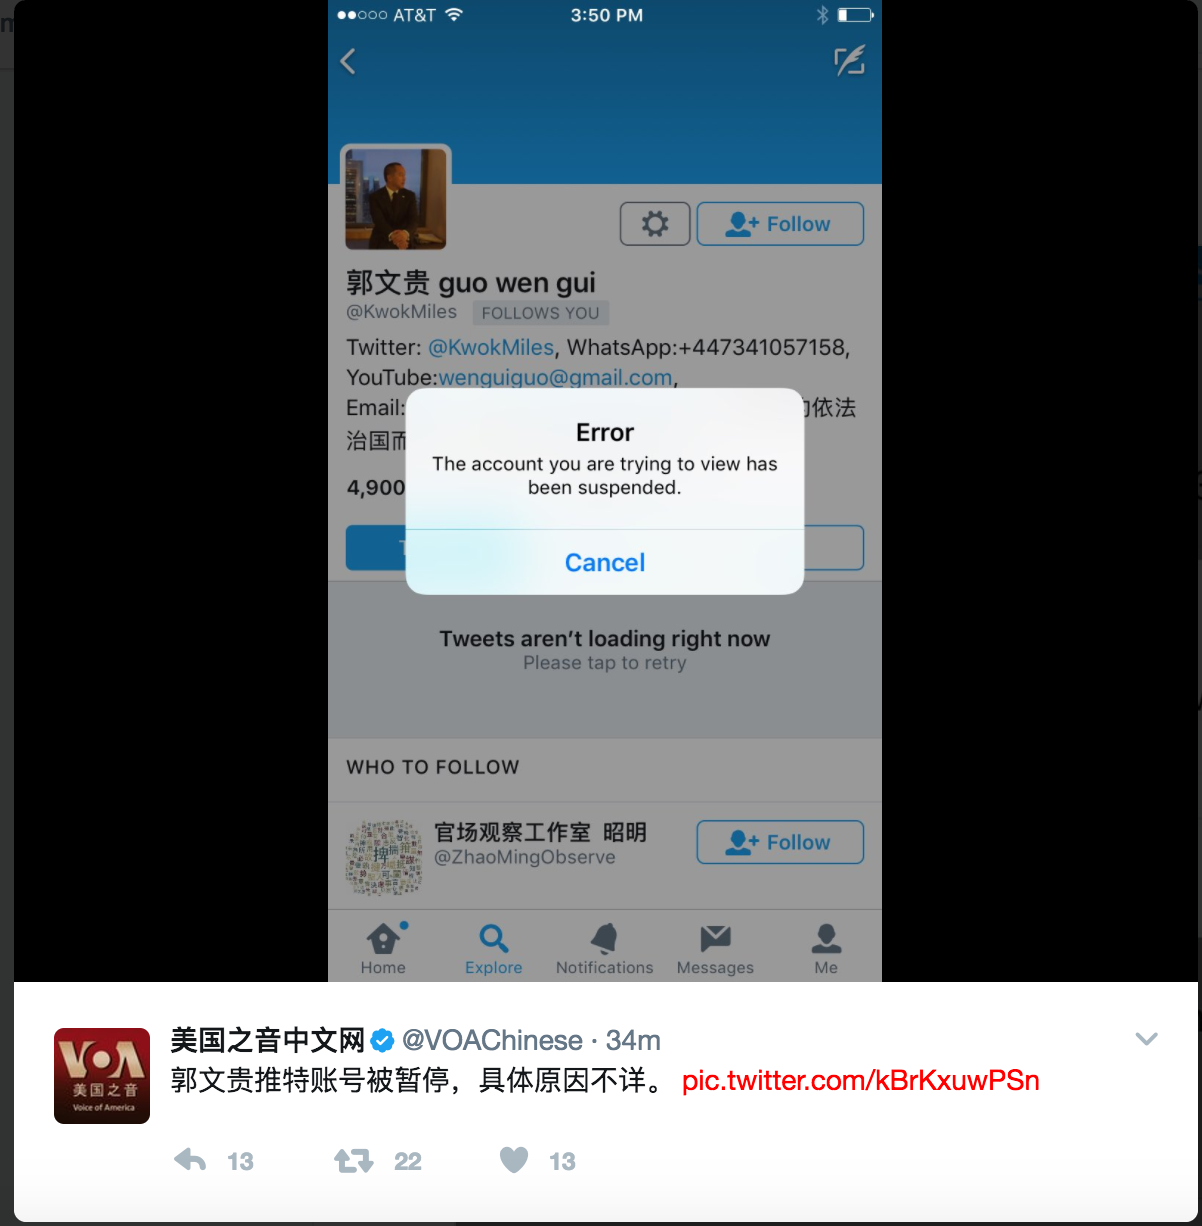 AT&T 3:50 PM
郭文贵 guo wen gui
Follow
@KwokMiles FOLLOWS YOU
Twitter: @KwokMiles, WhatsApp:+447341057158,
YouTube:wenguiguo@gmail.com,
Email: 依法
治国而
4,900
Error
The account you are trying to view has
been suspended.
Cancel
Tweets aren’t loading right now
Please tap to retry
WHO TO FOLLOW
官场观察工作室 昭明
@ZhaoMingObserve
Follow
Home Explore Notifications Messages Me
VOA
美国之音
Voice of America
美国之音中文网 @VOAChinese · 34m
郭文贵推特账号被暂停，具体原因不详。 pic.twitter.com/kBrKxuwPSn
13 22 13